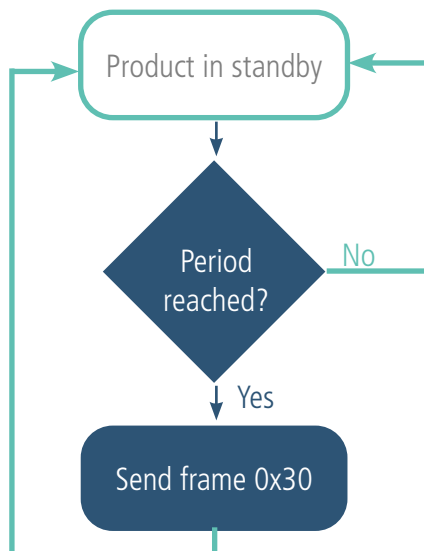 Product in standby
Period
reached?
No
Yes
Send frame 0x30